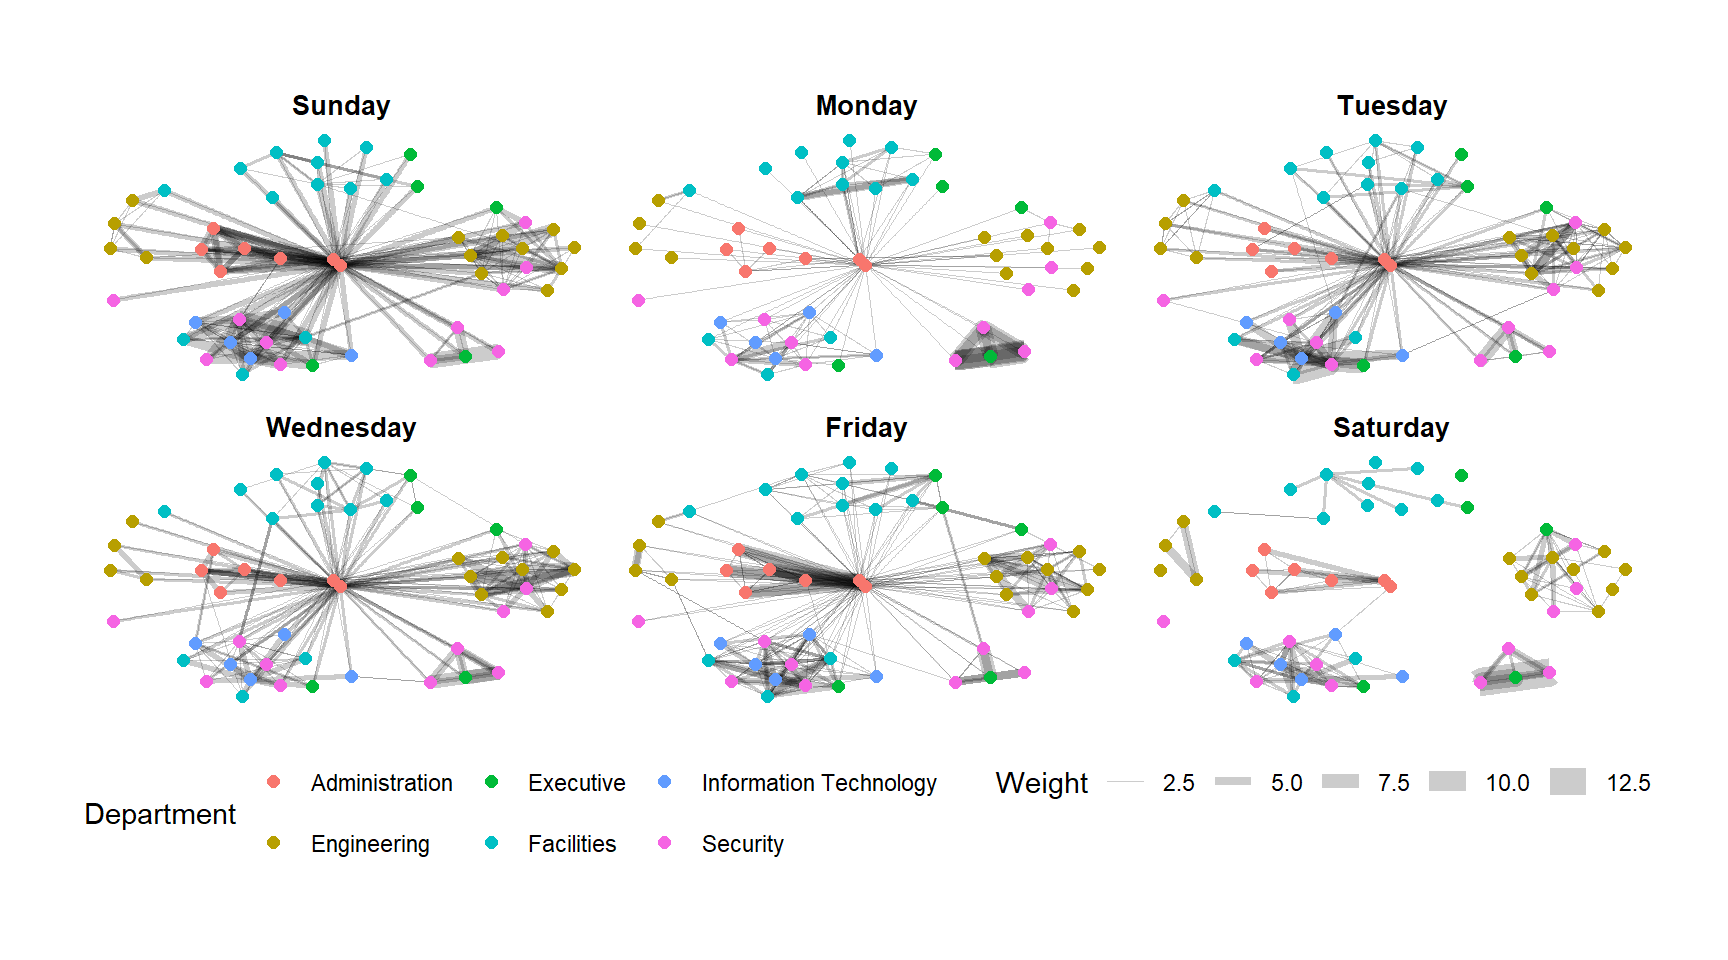 Sunday
Monday
Tuesday
Wednesday
Friday
Saturday
Department
Administration
Executive
Information Technology
Engineering
Facilities
Security
Weight
2.5
5.0
7.5
10.0
12.5